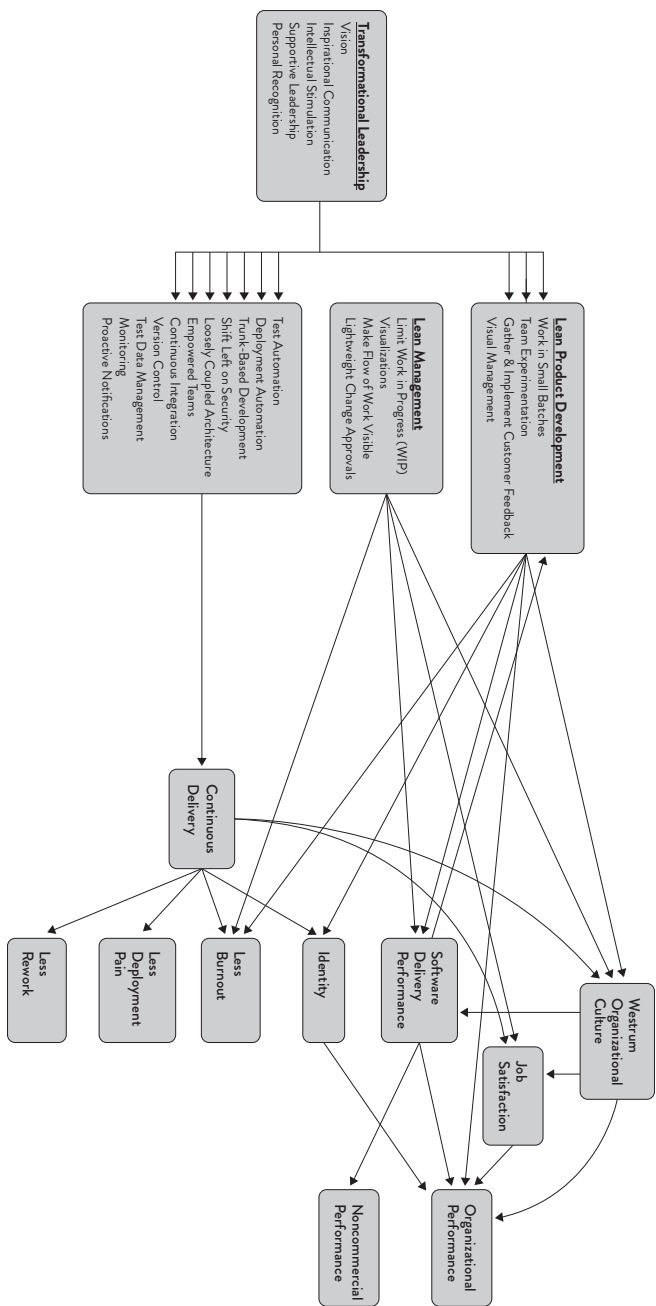 Transformational Leadership
Vision
Inspirational Communication
Intellectual Stimulation
Supportive Leadership
Personal Recognition
Lean Product Development
Work in Small Batches
Team Experimentation
Gather & Implement Customer Feedback
Visual Management
Lean Management
Limit Work in Progress (WIP)
Visualizations
Make Flow of Work Visible
Lightweight Change Approvals
Test Automation
Deployment Automation
Trunk-Based Development
Shift Left on Security
Loosely Coupled Architecture
Empowered Teams
Continuous Integration
Version Control
Test Data Management
Monitoring
Proactive Notifications
Continuous
Delivery
Westrum
Organizational
Culture
Job
Satisfaction
Software
Delivery
Performance
Identity
Less
Burnout
Less
Deployment
Pain
Less
Rework
Organizational
Performance
Noncommercial
Performance